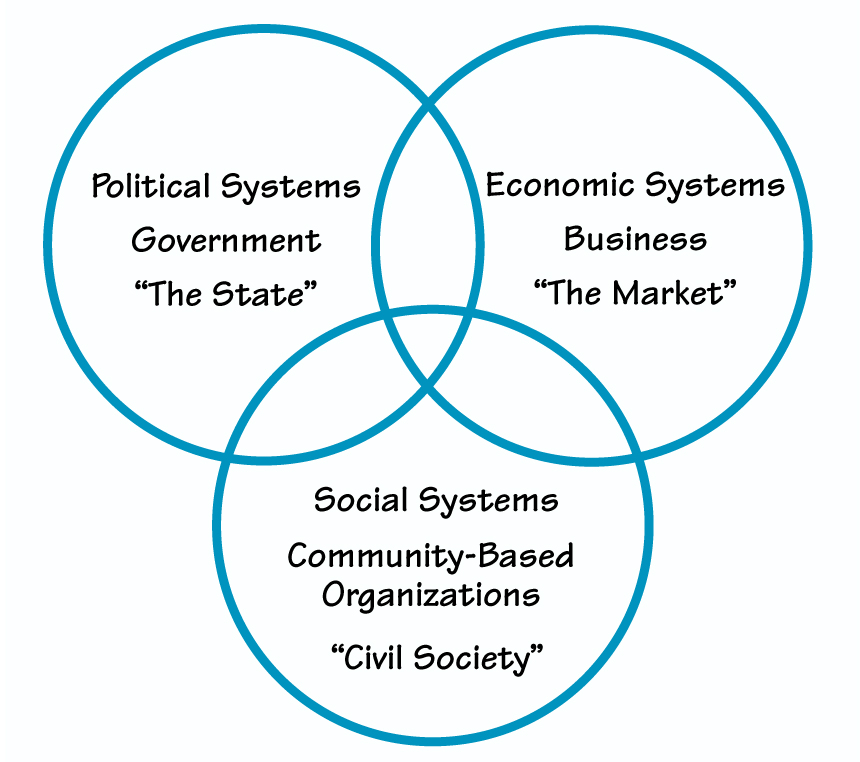 Political Systems
Government
“The State”
Economic Systems
Business
“The Market”
Social Systems
Community-Based
Organizations
“Civil Society”